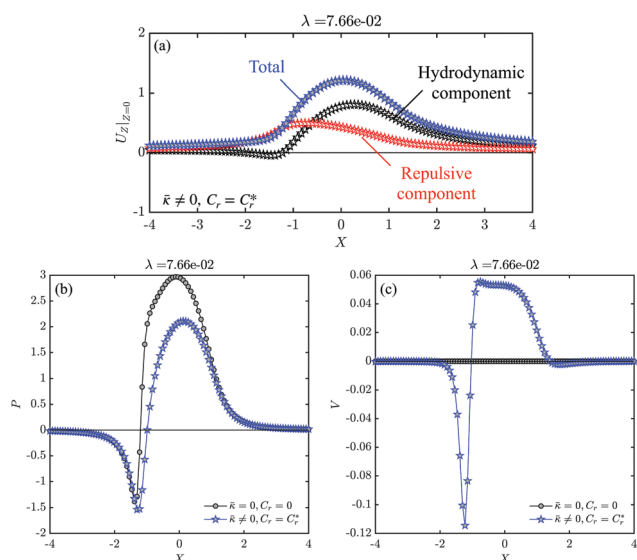 λ =7.66e-02
(a)
Total
Hydrodynamic
component
Repulsive
component
κ̄ ≠ 0, C_r = C_r^*
U_Z|_{Z=0}
2
1
0
1
-4 -3 -2 -1 0 1 2 3 4
X
λ =7.66e-02
(b)
P
3
2.5
2
1.5
1
0.5
0
-0.5
-1
-1.5
-2
κ̄ = 0, C_r = 0
κ̄ ≠ 0, C_r = C_r^*
-4 -2 0 2 4
X
λ =7.66e-02
(c)
V
0.06
0.04
0.02
0
-0.02
-0.04
-0.06
-0.08
-0.1
-0.12
κ̄ = 0, C_r = 0
κ̄ ≠ 0, C_r = C_r^*
-4 -2 0 2 4
X